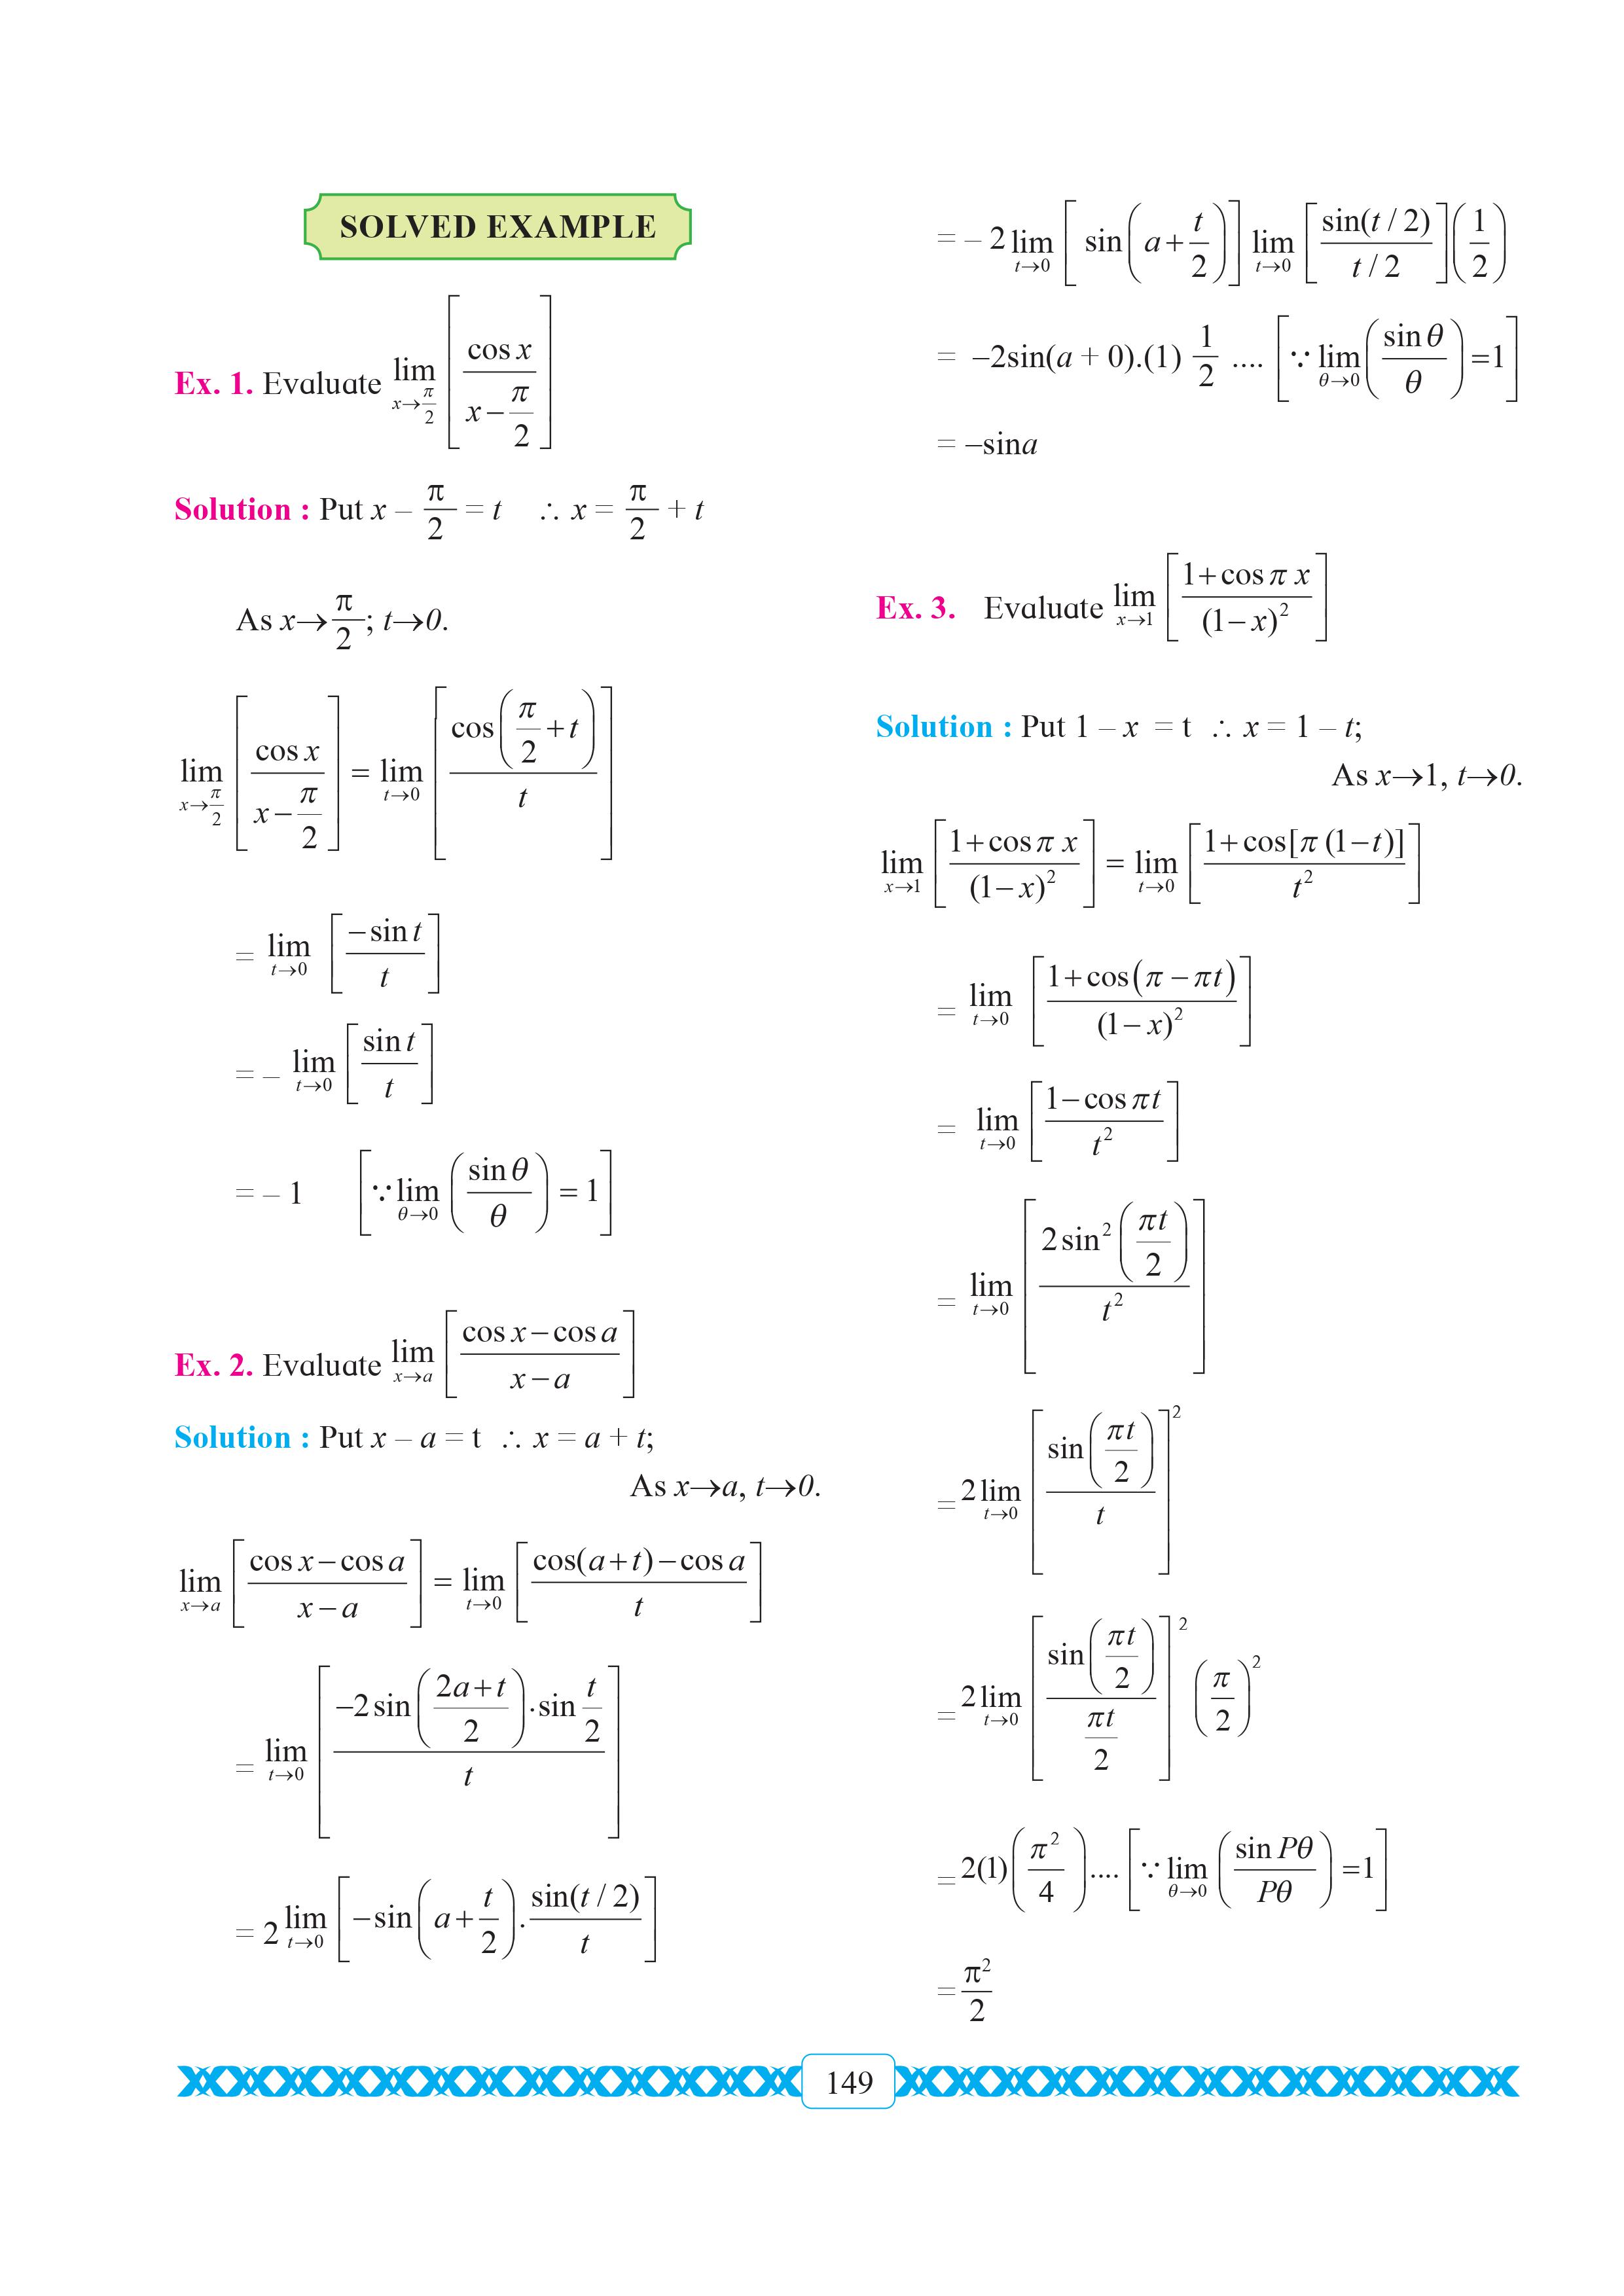 SOLVED EXAMPLE
Ex. 1. Evaluate $\lim_{x \to \frac{\pi}{2}} \left[ \frac{\cos x}{x - \frac{\pi}{2}} \right]$
Solution : Put $x - \frac{\pi}{2} = t$ $\therefore x = \frac{\pi}{2} + t$
As $x \to \frac{\pi}{2}$; $t \to 0$.
$\lim_{x \to \frac{\pi}{2}} \left[ \frac{\cos x}{x - \frac{\pi}{2}} \right] = \lim_{t \to 0} \left[ \frac{\cos\left(\frac{\pi}{2} + t\right)}{t} \right]$
$= \lim_{t \to 0} \left[ \frac{-\sin t}{t} \right]$
$= - \lim_{t \to 0} \left[ \frac{\sin t}{t} \right]$
$= - 1 \quad \left[ \because \lim_{\theta \to 0} \left( \frac{\sin \theta}{\theta} \right) = 1 \right]$
Ex. 2. Evaluate $\lim_{x \to a} \left[ \frac{\cos x - \cos a}{x - a} \right]$
Solution : Put $x - a$ = t $\therefore x = a + t$;
As $x \to a$, $t \to 0$.
$\lim_{x \to a} \left[ \frac{\cos x - \cos a}{x - a} \right] = \lim_{t \to 0} \left[ \frac{\cos(a + t) - \cos a}{t} \right]$
$= \lim_{t \to 0} \left[ \frac{-2 \sin\left(\frac{2a + t}{2}\right) . \sin \frac{t}{2}}{t} \right]$
$= 2 \lim_{t \to 0} \left[ -\sin\left(a + \frac{t}{2}\right) . \frac{\sin(t / 2)}{t} \right]$
$= - 2 \lim_{t \to 0} \left[ \sin\left(a + \frac{t}{2}\right) \right] \lim_{t \to 0} \left[ \frac{\sin(t / 2)}{t / 2} \right] \left( \frac{1}{2} \right)$
$= -2\sin(a + 0).(1) \frac{1}{2} .... \left[ \because \lim_{\theta \to 0} \left( \frac{\sin \theta}{\theta} \right) = 1 \right]$
$= -\sin a$
Ex. 3. Evaluate $\lim_{x \to 1} \left[ \frac{1 + \cos \pi x}{(1 - x)^2} \right]$
Solution : Put $1 - x$ = t $\therefore x = 1 - t$;
As $x \to 1$, $t \to 0$.
$\lim_{x \to 1} \left[ \frac{1 + \cos \pi x}{(1 - x)^2} \right] = \lim_{t \to 0} \left[ \frac{1 + \cos[\pi (1 - t)]}{t^2} \right]$
$= \lim_{t \to 0} \left[ \frac{1 + \cos(\pi - \pi t)}{(1 - x)^2} \right]$
$= \lim_{t \to 0} \left[ \frac{1 - \cos \pi t}{t^2} \right]$
$= \lim_{t \to 0} \left[ \frac{2 \sin^2\left(\frac{\pi t}{2}\right)}{t^2} \right]$
$= 2 \lim_{t \to 0} \left[ \frac{\sin\left(\frac{\pi t}{2}\right)}{t} \right]^2$
$= 2 \lim_{t \to 0} \left[ \frac{\sin\left(\frac{\pi t}{2}\right)}{\frac{\pi t}{2}} \right]^2 \left( \frac{\pi}{2} \right)^2$
$= 2(1) \left( \frac{\pi^2}{4} \right) .... \left[ \because \lim_{\theta \to 0} \left( \frac{\sin P\theta}{P\theta} \right) = 1 \right]$
$= \frac{\pi^2}{2}$
149